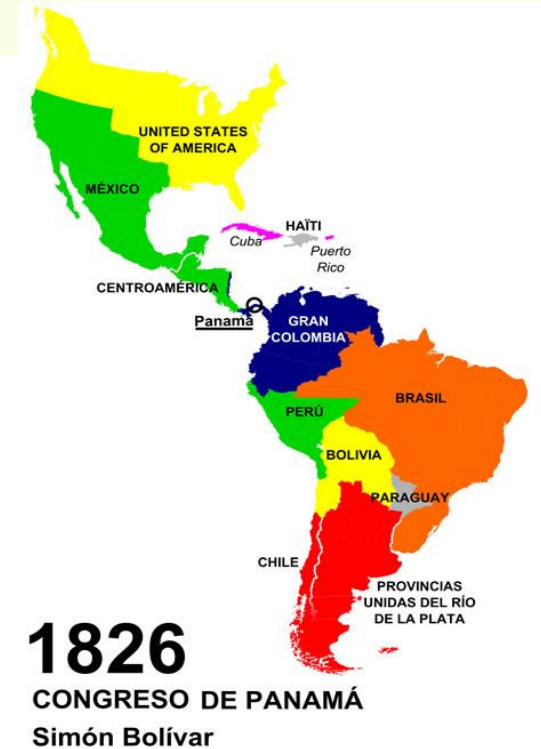 UNITED STATES
OF AMERICA
MÉXICO
HAÏTI
Cuba
Puerto
Rico
CENTROAMÉRICA
Panamá
GRAN
COLOMBIA
BRASIL
PERÚ
BOLIVIA
PARAGUAY
CHILE
PROVINCIAS
UNIDAS DEL RÍO
DE LA PLATA
1826
CONGRESO DE PANAMÁ
Simón Bolívar